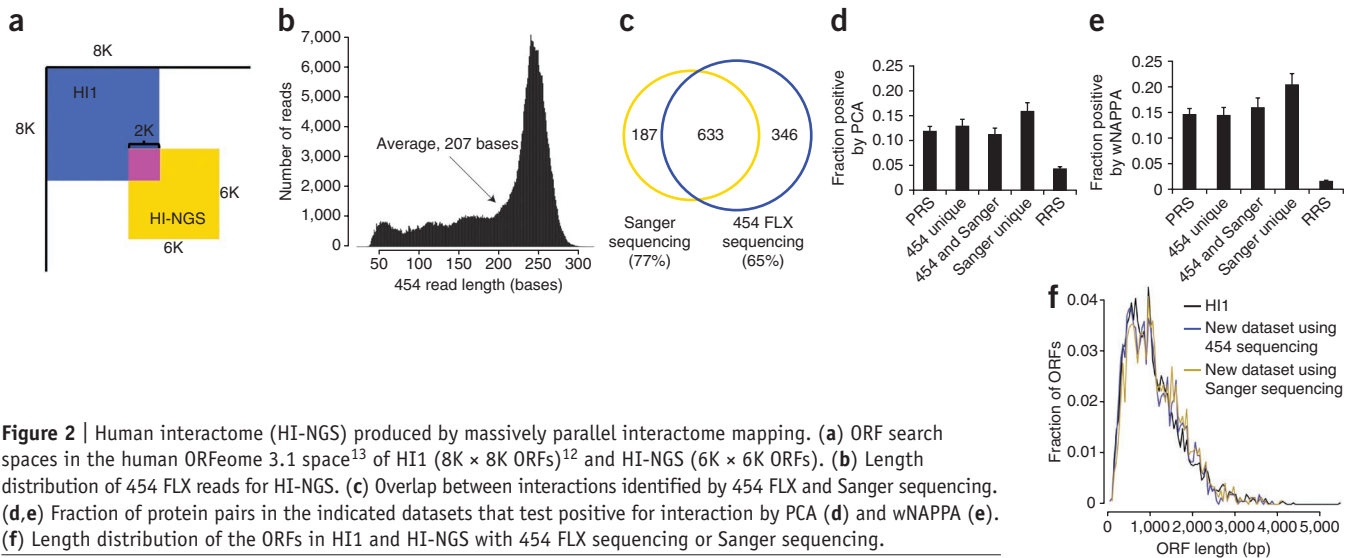 a
8K
8K
HI1
2K
HI-NGS
6K
6K
b
Number of reads
7,000
6,000
5,000
4,000
3,000
2,000
1,000
0
Average, 207 bases
50 100 150 200 250 300
454 read length (bases)
c
187 633 346
Sanger
sequencing
(77%)
454 FLX
sequencing
(65%)
d
Fraction positive
by PCA
0.25
0.20
0.15
0.10
0.05
0
PRS
454 unique
454 and Sanger
Sanger unique
RRS
e
Fraction positive
by wNAPPA
0.25
0.20
0.15
0.10
0.05
0
PRS
454 unique
454 and Sanger
Sanger unique
RRS
f
Fraction of ORFs
0.04
0.03
0.02
0.01
0
HI1
New dataset using
454 sequencing
New dataset using
Sanger sequencing
0 1,000 2,000 3,000 4,000 5,000
ORF length (bp)
Figure 2 | Human interactome (HI-NGS) produced by massively parallel interactome mapping. (a) ORF search
spaces in the human ORFeome 3.1 space13 of HI1 (8K × 8K ORFs)12 and HI-NGS (6K × 6K ORFs). (b) Length
distribution of 454 FLX reads for HI-NGS. (c) Overlap between interactions identified by 454 FLX and Sanger sequencing.
(d,e) Fraction of protein pairs in the indicated datasets that test positive for interaction by PCA (d) and wNAPPA (e).
(f) Length distribution of the ORFs in HI1 and HI-NGS with 454 FLX sequencing or Sanger sequencing.